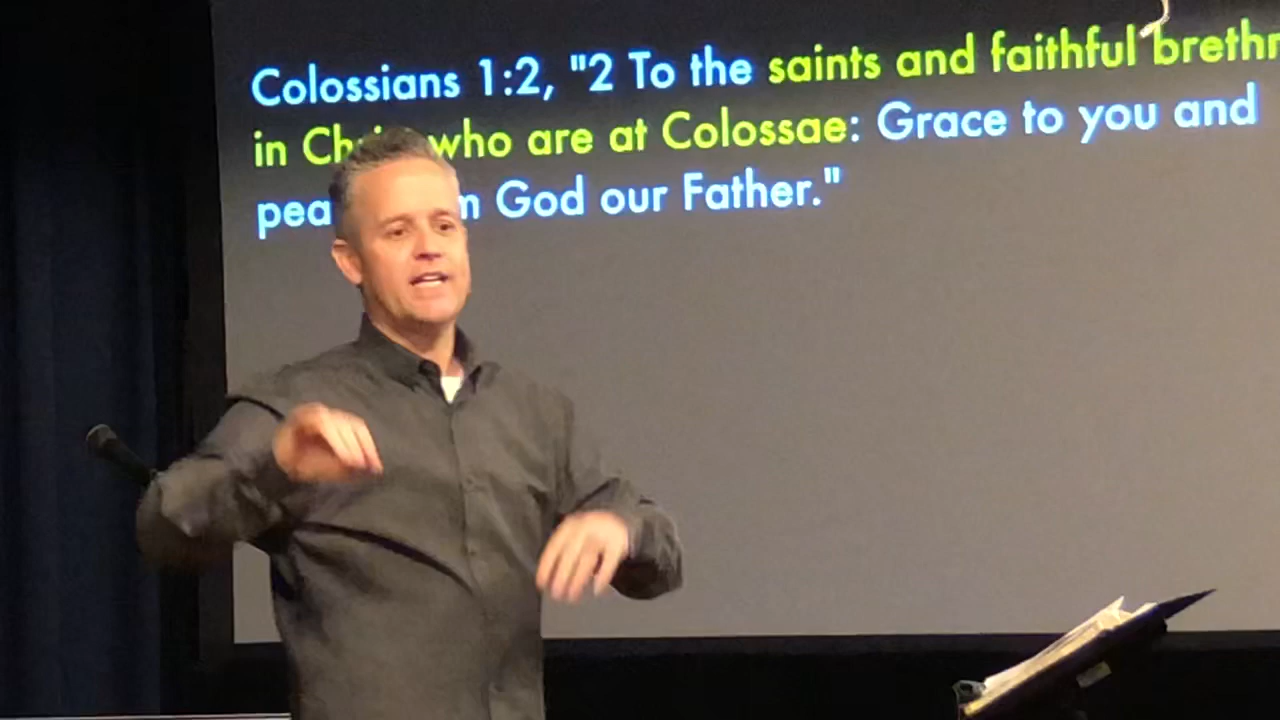 Colossians 1:2, "2 To the saints and faithful brethr
in who are at Colossae: Grace to you and
God our Father."